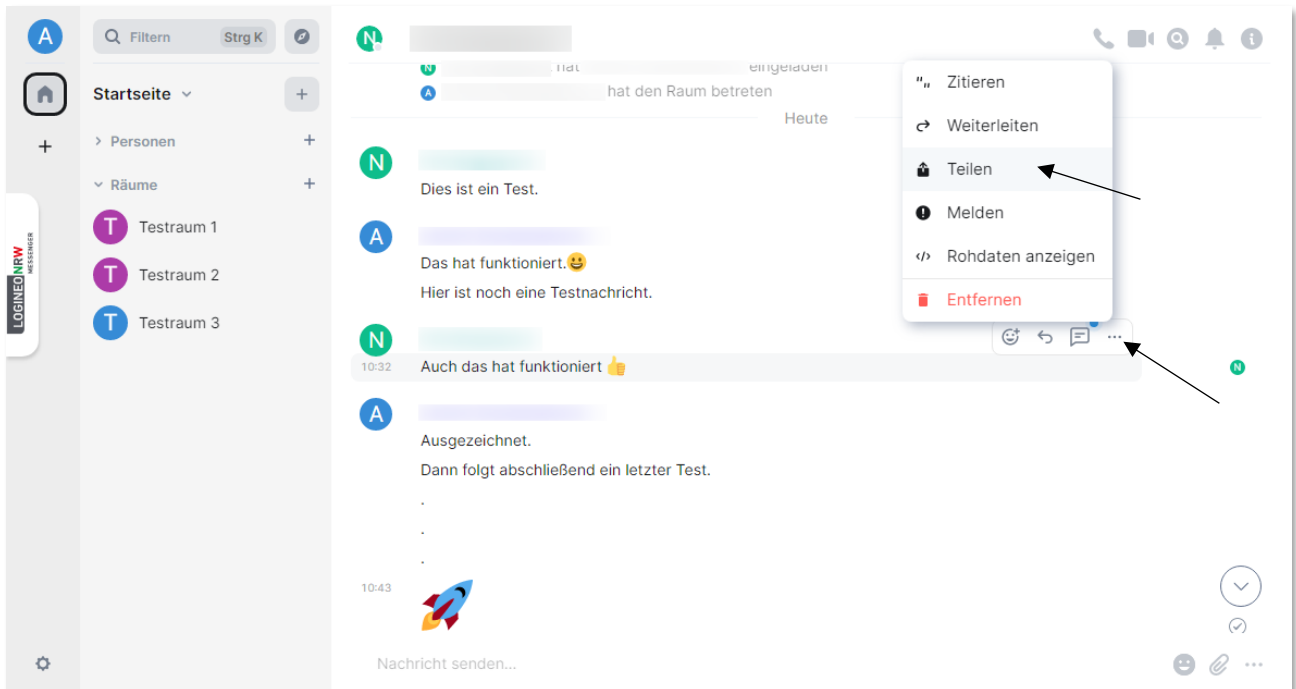 A
Filtern
Strg K
N
Startseite
Personen
Räume
T Testraum 1
T Testraum 2
T Testraum 3
LOGINEO NRW
MESSENGER
N hat eingeladen
A hat den Raum betreten
Heute
N
Dies ist ein Test.
A
Das hat funktioniert.😀
Hier ist noch eine Testnachricht.
N
10:32 Auch das hat funktioniert 👍
N
A
Ausgezeichnet.
Dann folgt abschließend ein letzter Test.
.
.
.
10:43 🚀
Nachricht senden...
Zitieren
Weiterleiten
Teilen
Melden
Rohdaten anzeigen
Entfernen